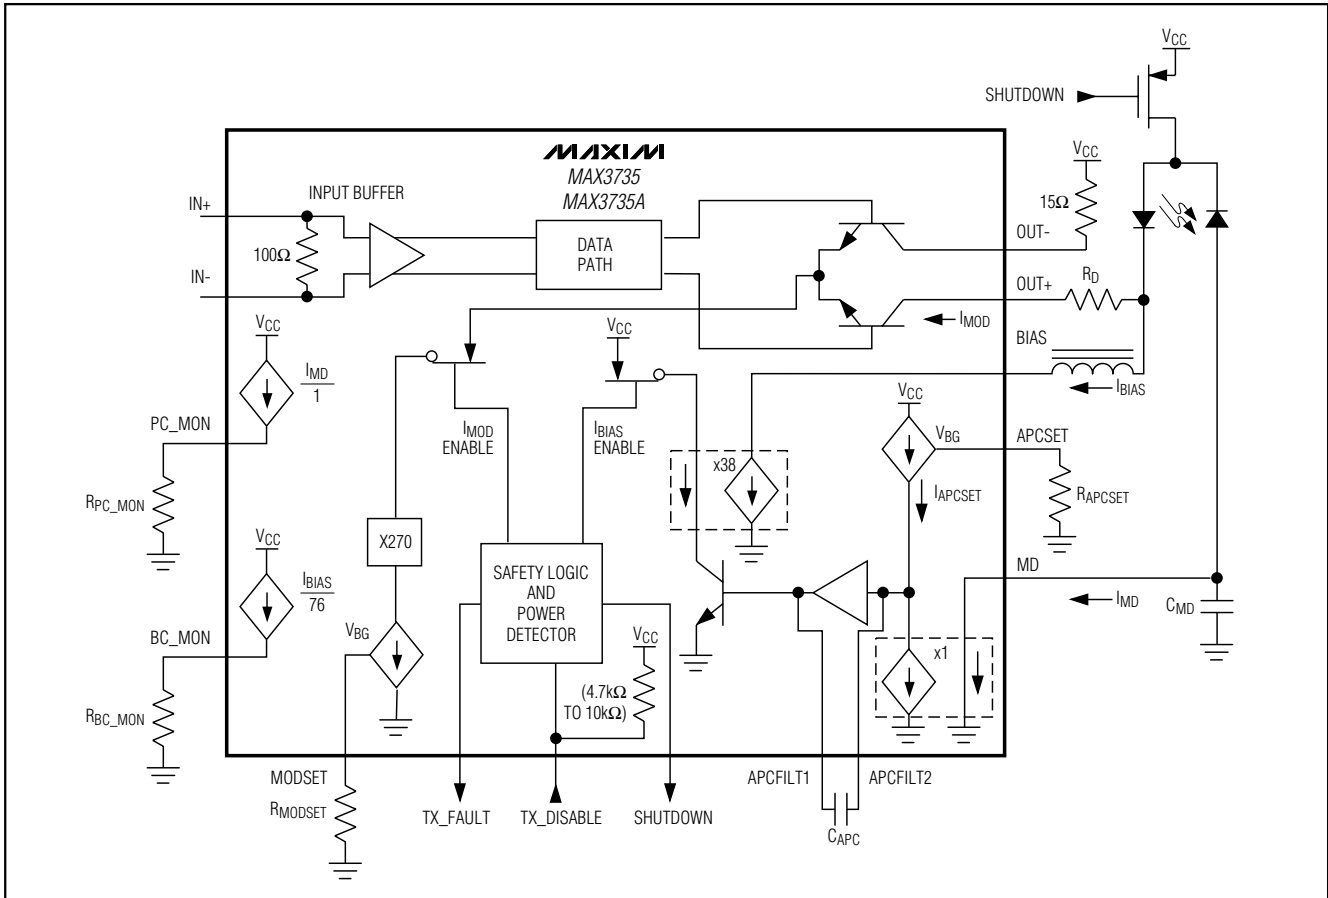 VCC
SHUTDOWN
MAXIM
MAX3735
MAX3735A
VCC
INPUT BUFFER
IN+
15Ω
DATA
PATH
OUT-
100Ω
IN-
OUT+
RD
IMOD
VCC
VCC
BIAS
IMD
1
IBIAS
VCC
PC_MON
IMOD
ENABLE
IBIAS
ENABLE
VBG
APCSET
x38
RPC_MON
IAPCSET
RAPCSET
VCC
X270
SAFETY LOGIC
AND
POWER
DETECTOR
MD
IBIAS
76
IMD
CMD
BC_MON
VBG
VCC
x1
(4.7kΩ
TO 10kΩ)
RBC_MON
MODSET
APCFILT1
APCFILT2
RMODSET
TX_FAULT
TX_DISABLE
SHUTDOWN
CAPC